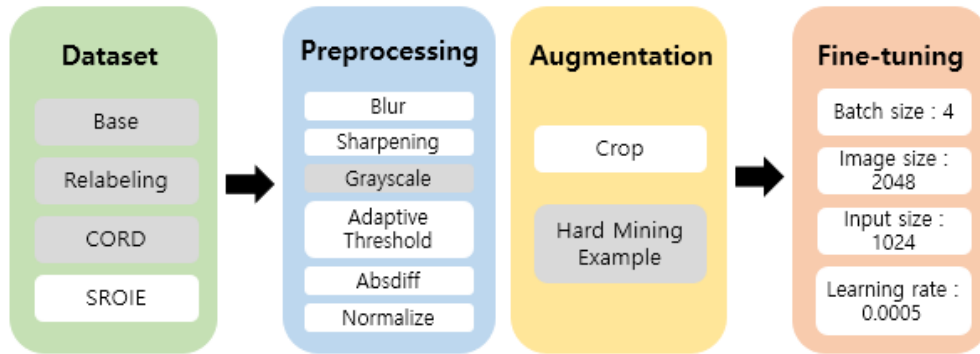 Dataset
Base
Relabeling
CORD
SROIE
Preprocessing
Blur
Sharpening
Grayscale
Adaptive
Threshold
Absdiff
Normalize
Augmentation
Crop
Hard Mining
Example
Fine-tuning
Batch size : 4
Image size :
2048
Input size :
1024
Learning rate :
0.0005